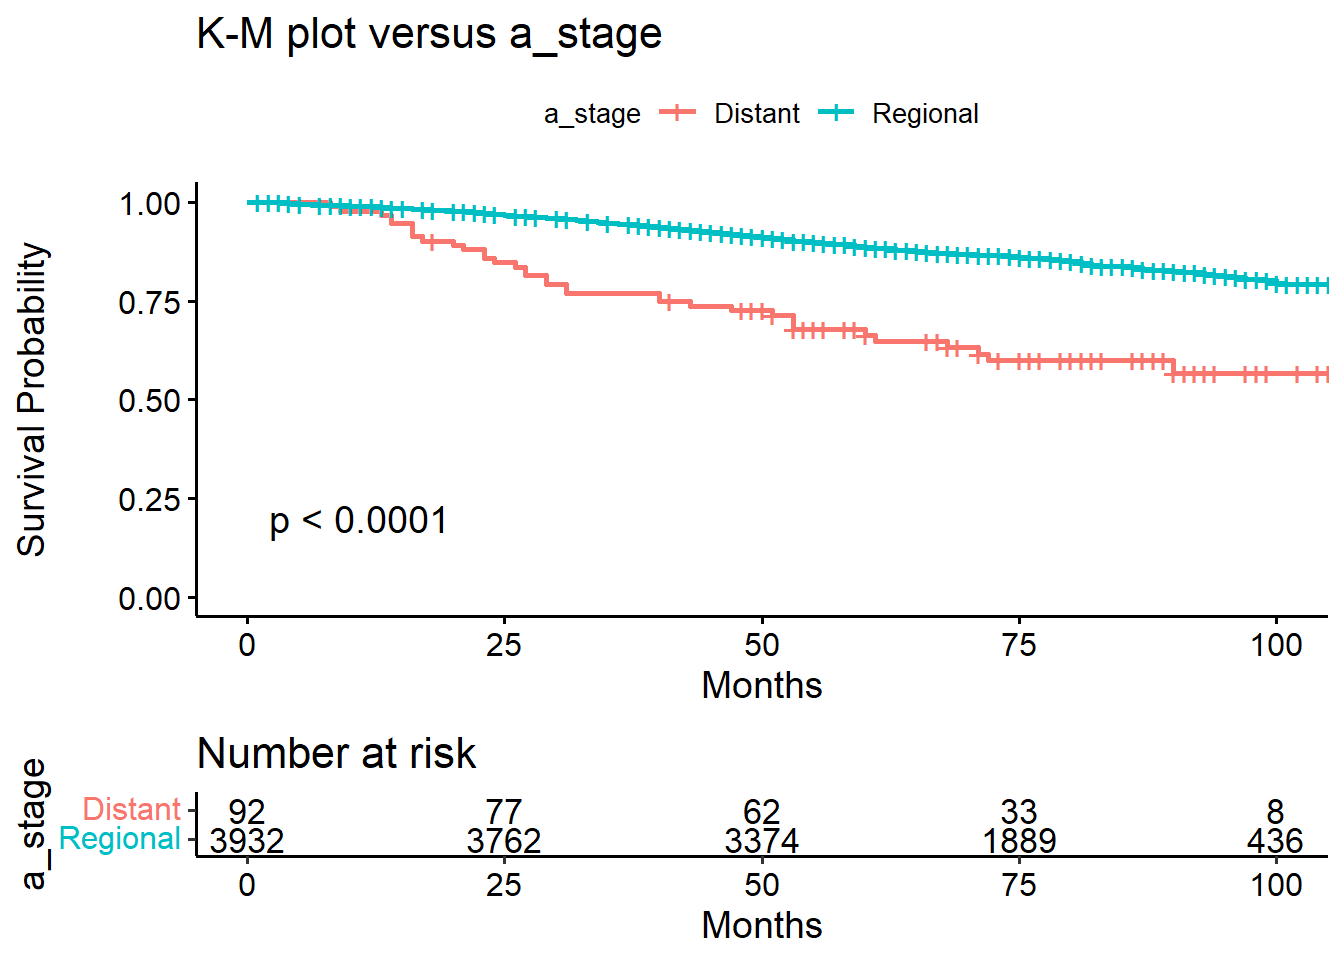 K-M plot versus a_stage
a_stage Distant Regional
Survival Probability
1.00
0.75
0.50
0.25
0.00
p < 0.0001
0 25 50 75 100
Months
Number at risk
a_stage
Distant 92 77 62 33 8
Regional 3932 3762 3374 1889 436
0 25 50 75 100
Months